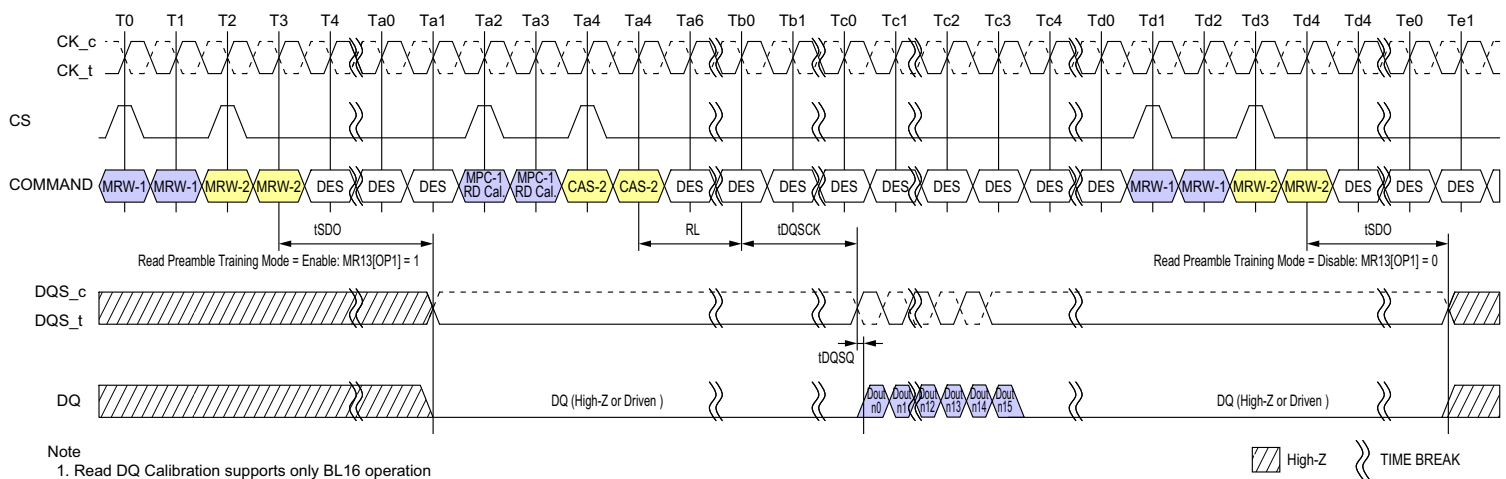 T0 T1 T2 T3 T4 Ta0 Ta1 Ta2 Ta3 Ta4 Ta4 Ta6 Tb0 Tb1 Tc0 Tc1 Tc2 Tc3 Tc4 Td0 Td1 Td2 Td3 Td4 Td4 Te0 Te1
CK_c
CK_t
CS
COMMAND MRW-1 MRW-1 MRW-2 MRW-2 DES DES DES MPC-1 RD Cal. MPC-1 RD Cal. CAS-2 CAS-2 DES DES DES DES DES DES DES DES DES MRW-1 MRW-1 MRW-2 MRW-2 DES DES DES
tSDO RL tDQSCK tSDO
Read Preamble Training Mode = Enable: MR13[OP1] = 1 Read Preamble Training Mode = Disable: MR13[OP1] = 0
DQS_c
DQS_t
tDQSQ
DQ DQ (High-Z or Driven ) Dout n0 Dout n1 Dout n12 Dout n13 Dout n14 Dout n15 DQ (High-Z or Driven )
Note
1. Read DQ Calibration supports only BL16 operation
High-Z TIME BREAK